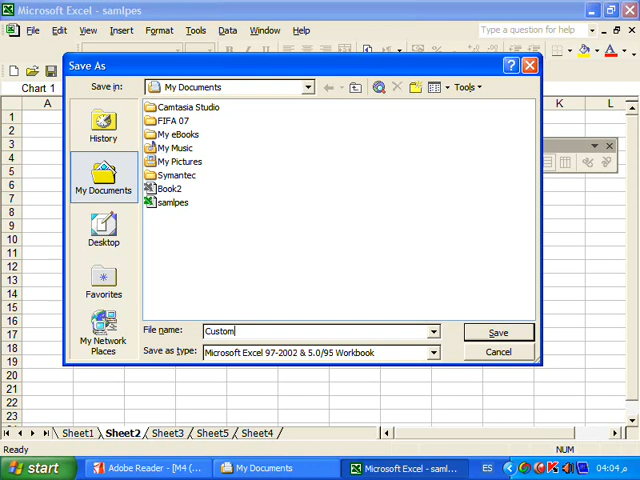 Microsoft Excel - samlpes
File Edit View Insert Format Tools Data Window Help
Type a question for help
Save As
Chart 1
Save in: My Documents
Tools
A K L
1
2
3
4
5
6
7
8
9
10
11
12
13
14
15
16
17
18
19
20
21
22
23
History
My Documents
Desktop
Favorites
My Network
Places
Camtasia Studio
FIFA 07
My eBooks
My Music
My Pictures
Symantec
Book2
samlpes
File name: Custom
Save
Save as type: Microsoft Excel 97-2002 & 5.0/95 Workbook
Cancel
Sheet1 Sheet2 Sheet3 Sheet5 Sheet4
Ready NUM
start Adobe Reader - [M4 (... My Documents Microsoft Excel - saml... ES 04:04 م